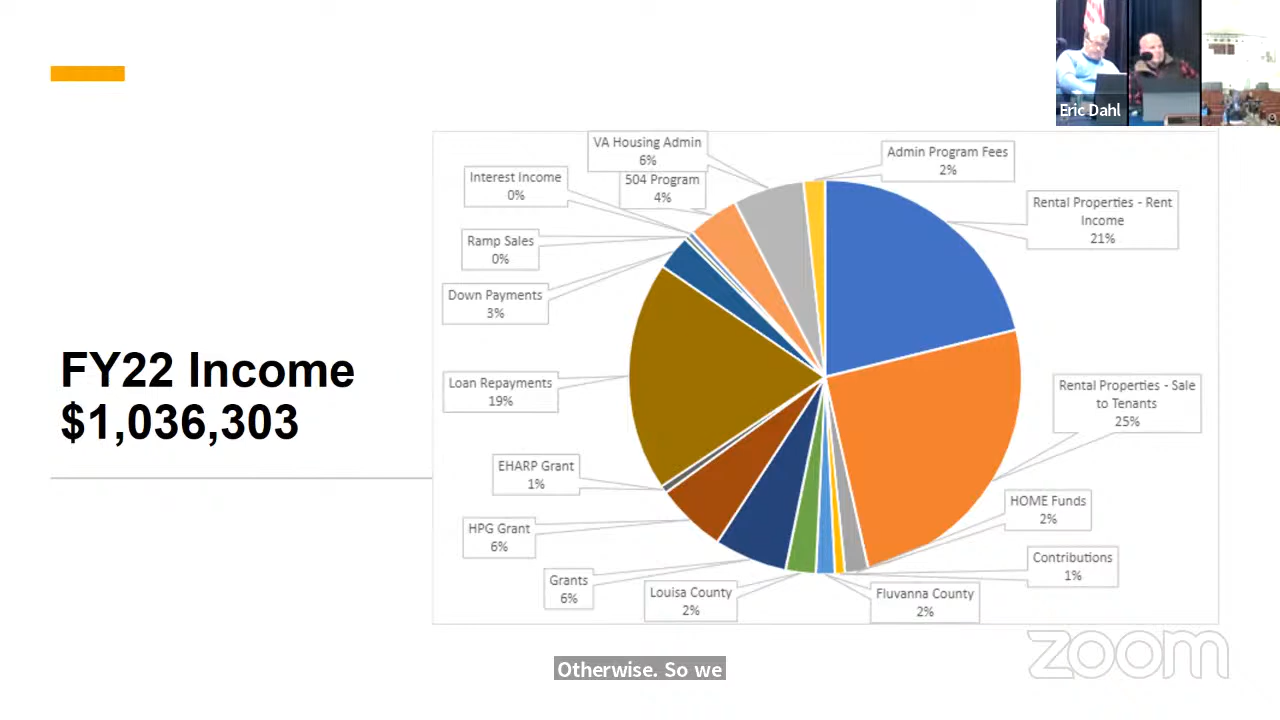 Eric Dahl
FY22 Income
$1,036,303
VA Housing Admin
6%
Admin Program Fees
2%
Interest Income
0%
504 Program
4%
Rental Properties - Rent
Income
21%
Ramp Sales
0%
Down Payments
3%
Loan Repayments
19%
Rental Properties - Sale
to Tenants
25%
EHARP Grant
1%
HOME Funds
2%
HPG Grant
6%
Contributions
1%
Grants
6%
Louisa County
2%
Fluvanna County
2%
zoom
Otherwise. So we